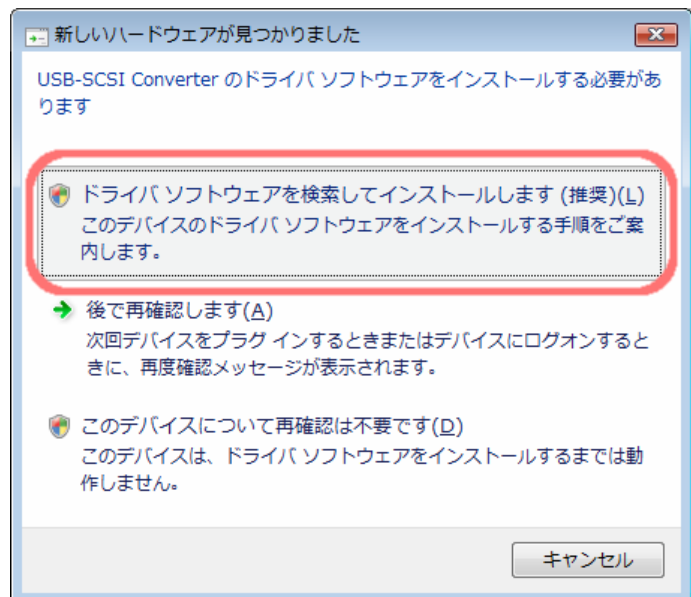 新しいハードウェアが見つかりました
USB-SCSI Converter のドライバ ソフトウェアをインストールする必要があ
ります
ドライバ ソフトウェアを検索してインストールします (推奨)(L)
このデバイスのドライバ ソフトウェアをインストールする手順をご案
内します。
後で再確認します(A)
次回デバイスをプラグ インするときまたはデバイスにログオンすると
きに、再度確認メッセージが表示されます。
このデバイスについて再確認は不要です(D)
このデバイスは、ドライバ ソフトウェアをインストールするまでは動
作しません。
キャンセル